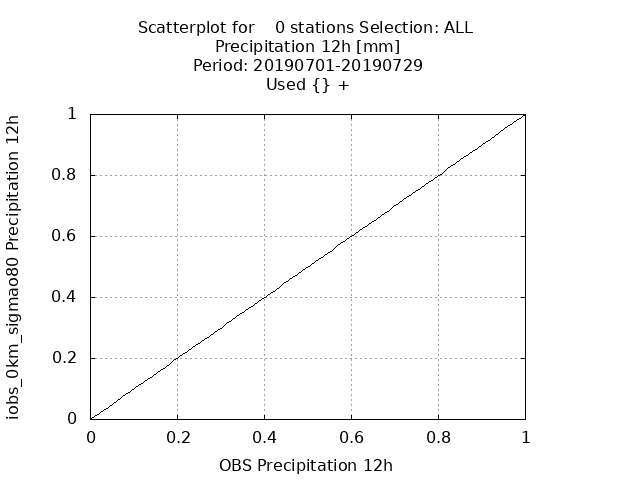 Scatterplot for    0 stations Selection: ALL
Precipitation 12h [mm]
Period: 20190701-20190729
Used {} +
iobs_0km_sigmao80 Precipitation 12h
1
0.8
0.6
0.4
0.2
0
0 0.2 0.4 0.6 0.8 1
OBS Precipitation 12h